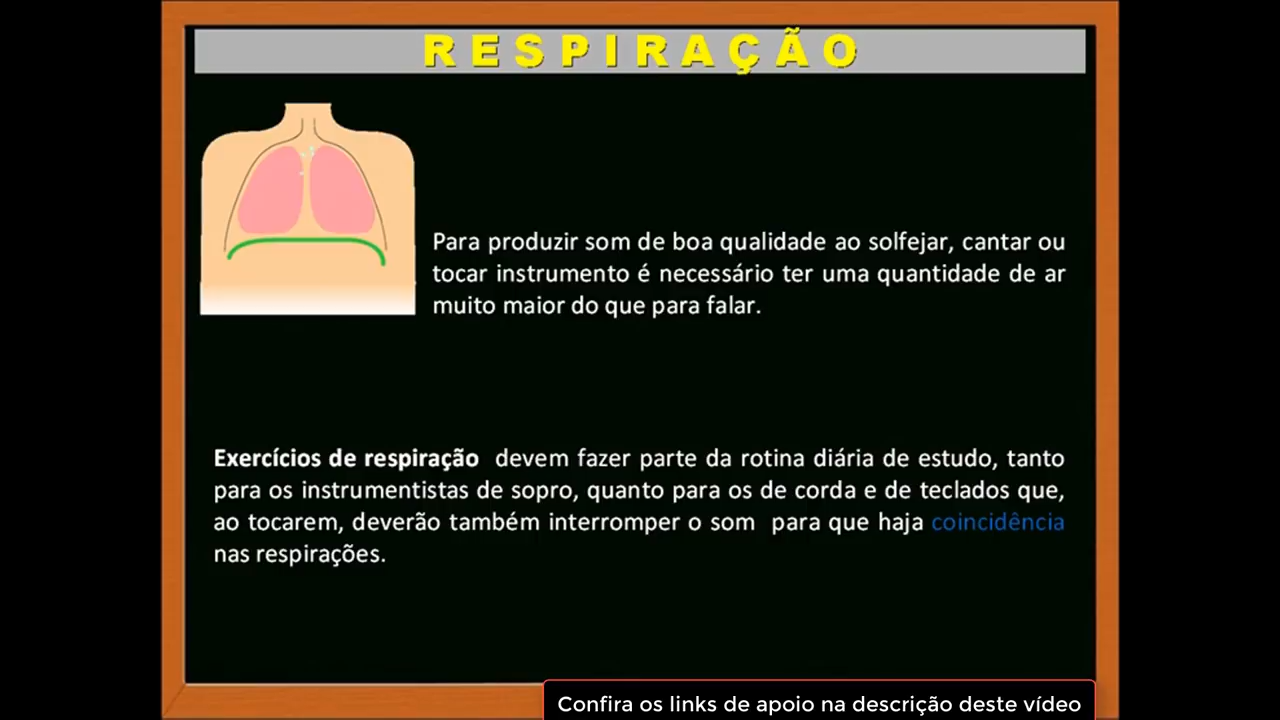 RESPIRAÇÃO
Para produzir som de boa qualidade ao solfejar, cantar ou
tocar instrumento é necessário ter uma quantidade de ar
muito maior do que para falar.
Exercícios de respiração devem fazer parte da rotina diária de estudo, tanto
para os instrumentistas de sopro, quanto para os de corda e de teclados que,
ao tocarem, deverão também interromper o som para que haja coincidência
nas respirações.
Confira os links de apoio na descrição deste vídeo